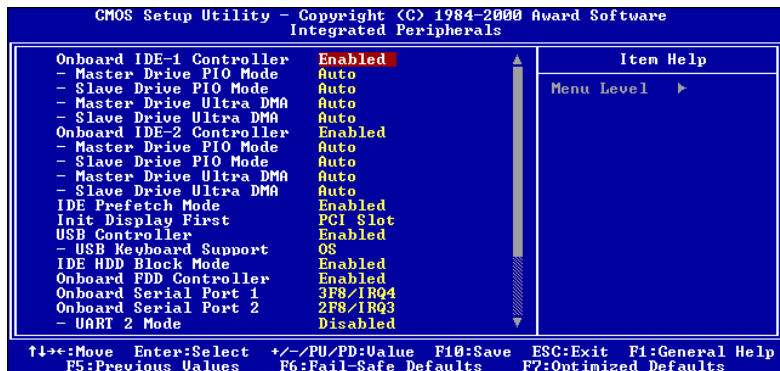 CMOS Setup Utility – Copyright (C) 1984-2000 Award Software
Integrated Peripherals
Onboard IDE-1 Controller Enabled
- Master Drive PIO Mode Auto
- Slave Drive PIO Mode Auto
- Master Drive Ultra DMA Auto
- Slave Drive Ultra DMA Auto
Onboard IDE-2 Controller Enabled
- Master Drive PIO Mode Auto
- Slave Drive PIO Mode Auto
- Master Drive Ultra DMA Auto
- Slave Drive Ultra DMA Auto
IDE Prefetch Mode Enabled
Init Display First PCI Slot
USB Controller Enabled
- USB Keyboard Support OS
IDE HDD Block Mode Enabled
Onboard FDD Controller Enabled
Onboard Serial Port 1 3F8/IRQ4
Onboard Serial Port 2 2F8/IRQ3
- UART 2 Mode Disabled
Item Help
Menu Level ►
↑↓→←:Move Enter:Select +/-/PU/PD:Value F10:Save ESC:Exit F1:General Help
F5:Previous Values F6:Fail-Safe Defaults F7:Optimized Defaults